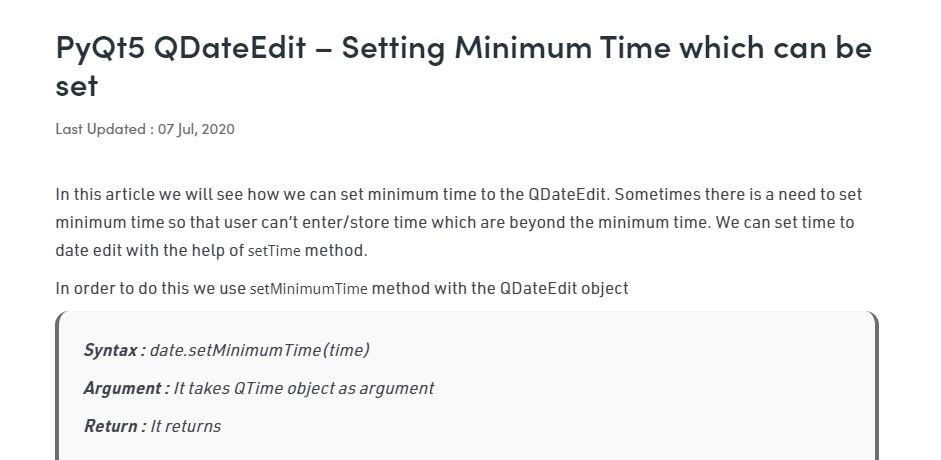 PyQt5 QDateEdit – Setting Minimum Time which can be
set
Last Updated : 07 Jul, 2020
In this article we will see how we can set minimum time to the QDateEdit. Sometimes there is a need to set
minimum time so that user can’t enter/store time which are beyond the minimum time. We can set time to
date edit with the help of setTime method.
In order to do this we use setMinimumTime method with the QDateEdit object
Syntax : date.setMinimumTime(time)
Argument : It takes QTime object as argument
Return : It returns